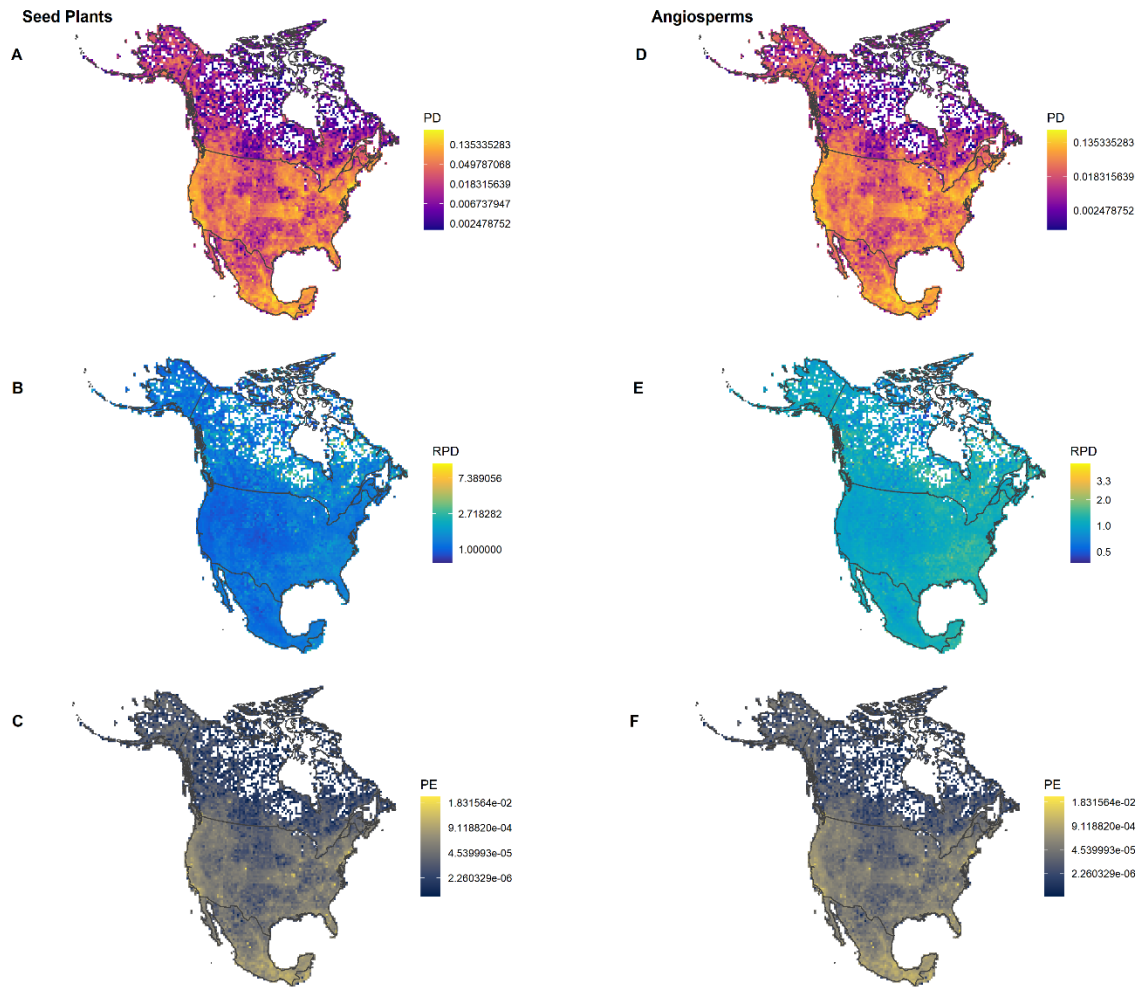 Seed Plants
Angiosperms
A
PD
0.135335283
0.049787068
0.018315639
0.006737947
0.002478752
D
PD
0.135335283
0.018315639
0.002478752
B
RPD
7.389056
2.718282
1.000000
E
RPD
3.3
2.0
1.0
0.5
C
PE
1.831564e-02
9.118820e-04
4.539993e-05
2.260329e-06
F
PE
1.831564e-02
9.118820e-04
4.539993e-05
2.260329e-06